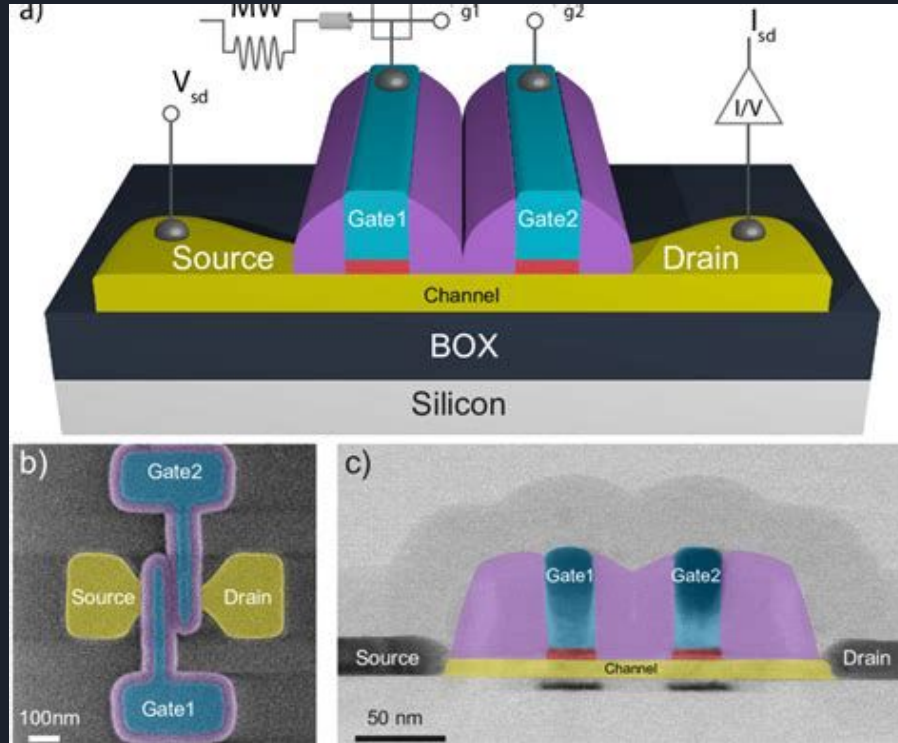 a)
MW
g1
g2
I sd
V sd
I/V
Gate1
Gate2
Source
Drain
Channel
BOX
Silicon
b)
Gate2
Source
Drain
Gate1
100nm
c)
Gate1
Gate2
Source
Channel
Drain
50 nm